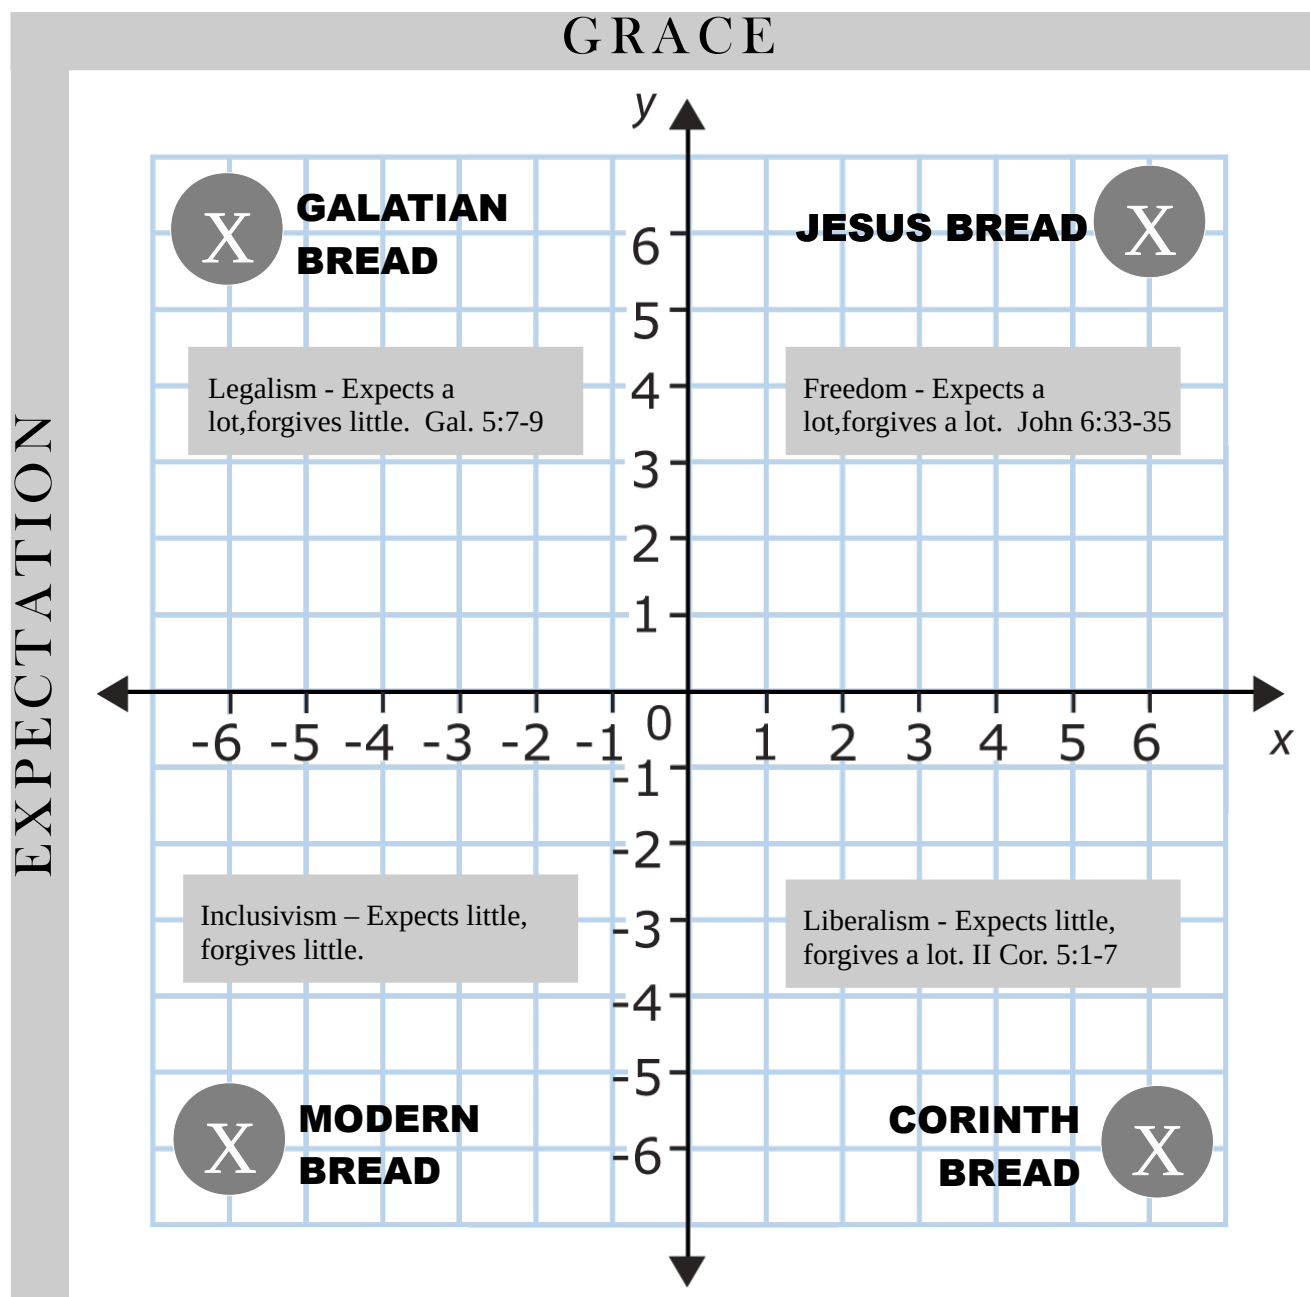 GRACE
EXPECTATION
y
X
GALATIAN
BREAD
JESUS BREAD
X
6
5
Legalism - Expects a
lot,forgives little.  Gal. 5:7-9
4
Freedom - Expects a
lot,forgives a lot.  John 6:33-35
3
2
1
0
-6 -5 -4 -3 -2 -1 1 2 3 4 5 6
x
-1
-2
Inclusivism – Expects little,
forgives little.
-3
Liberalism - Expects little,
forgives a lot. II Cor. 5:1-7
-4
-5
X
MODERN
BREAD
-6
CORINTH
BREAD
X